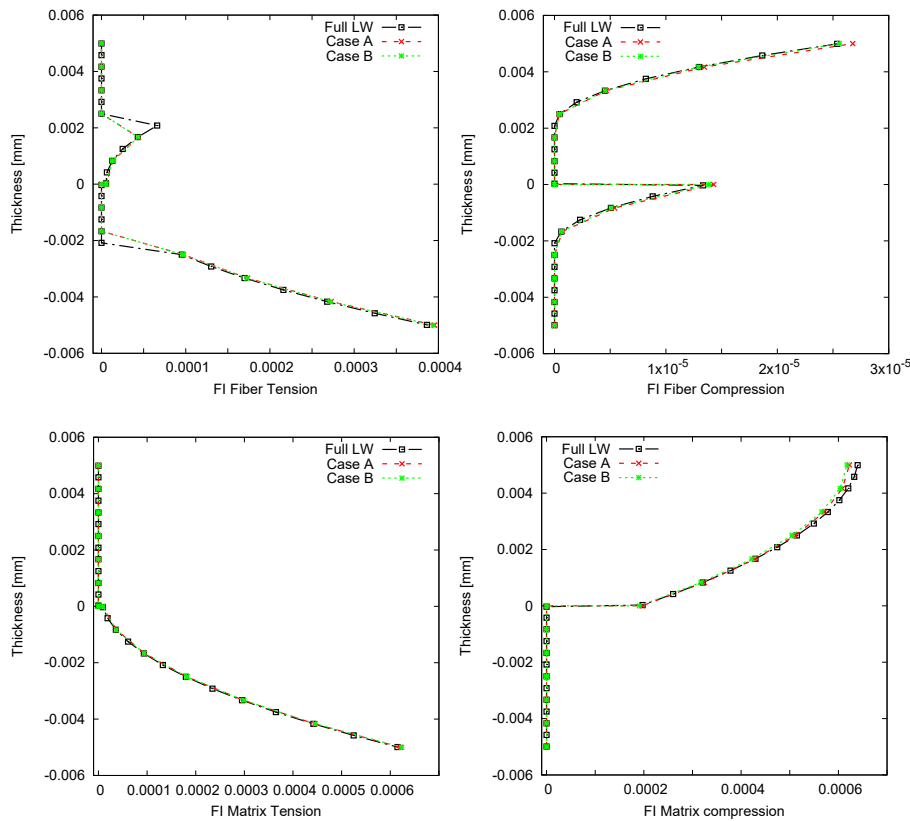 Full LW
Case A
Case B
0.006
0.004
0.002
0
-0.002
-0.004
-0.006
Thickness [mm]
0 0.0001 0.0002 0.0003 0.0004
FI Fiber Tension
Full LW
Case A
Case B
0.006
0.004
0.002
0
-0.002
-0.004
-0.006
Thickness [mm]
0 1x10-5 2x10-5 3x10-5
FI Fiber Compression
Full LW
Case A
Case B
0.006
0.004
0.002
0
-0.002
-0.004
-0.006
Thickness [mm]
0 0.0001 0.0002 0.0003 0.0004 0.0005 0.0006
FI Matrix Tension
Full LW
Case A
Case B
0.006
0.004
0.002
0
-0.002
-0.004
-0.006
Thickness [mm]
0 0.0002 0.0004 0.0006
FI Matrix compression